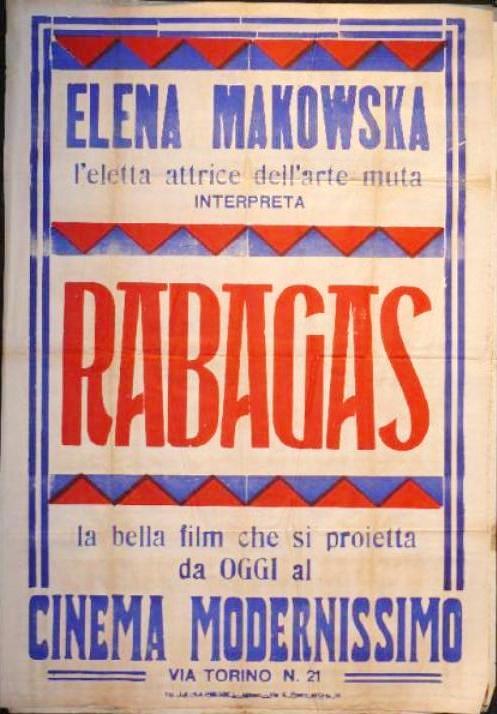 ELENA MAKOWSKA
l'eletta attrice dell'arte muta
INTERPRETA
RABAGAS
la bella film che si proietta
da OGGI al
CINEMA MODERNISSIMO
VIA TORINO N. 21